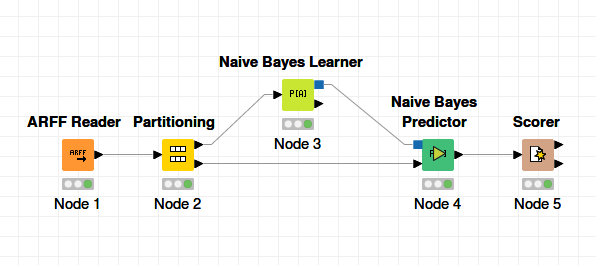 Naive Bayes Learner
P[A]
Node 3
ARFF Reader
ARFF
Node 1
Partitioning
Node 2
Naive Bayes
Predictor
Node 4
Scorer
Node 5